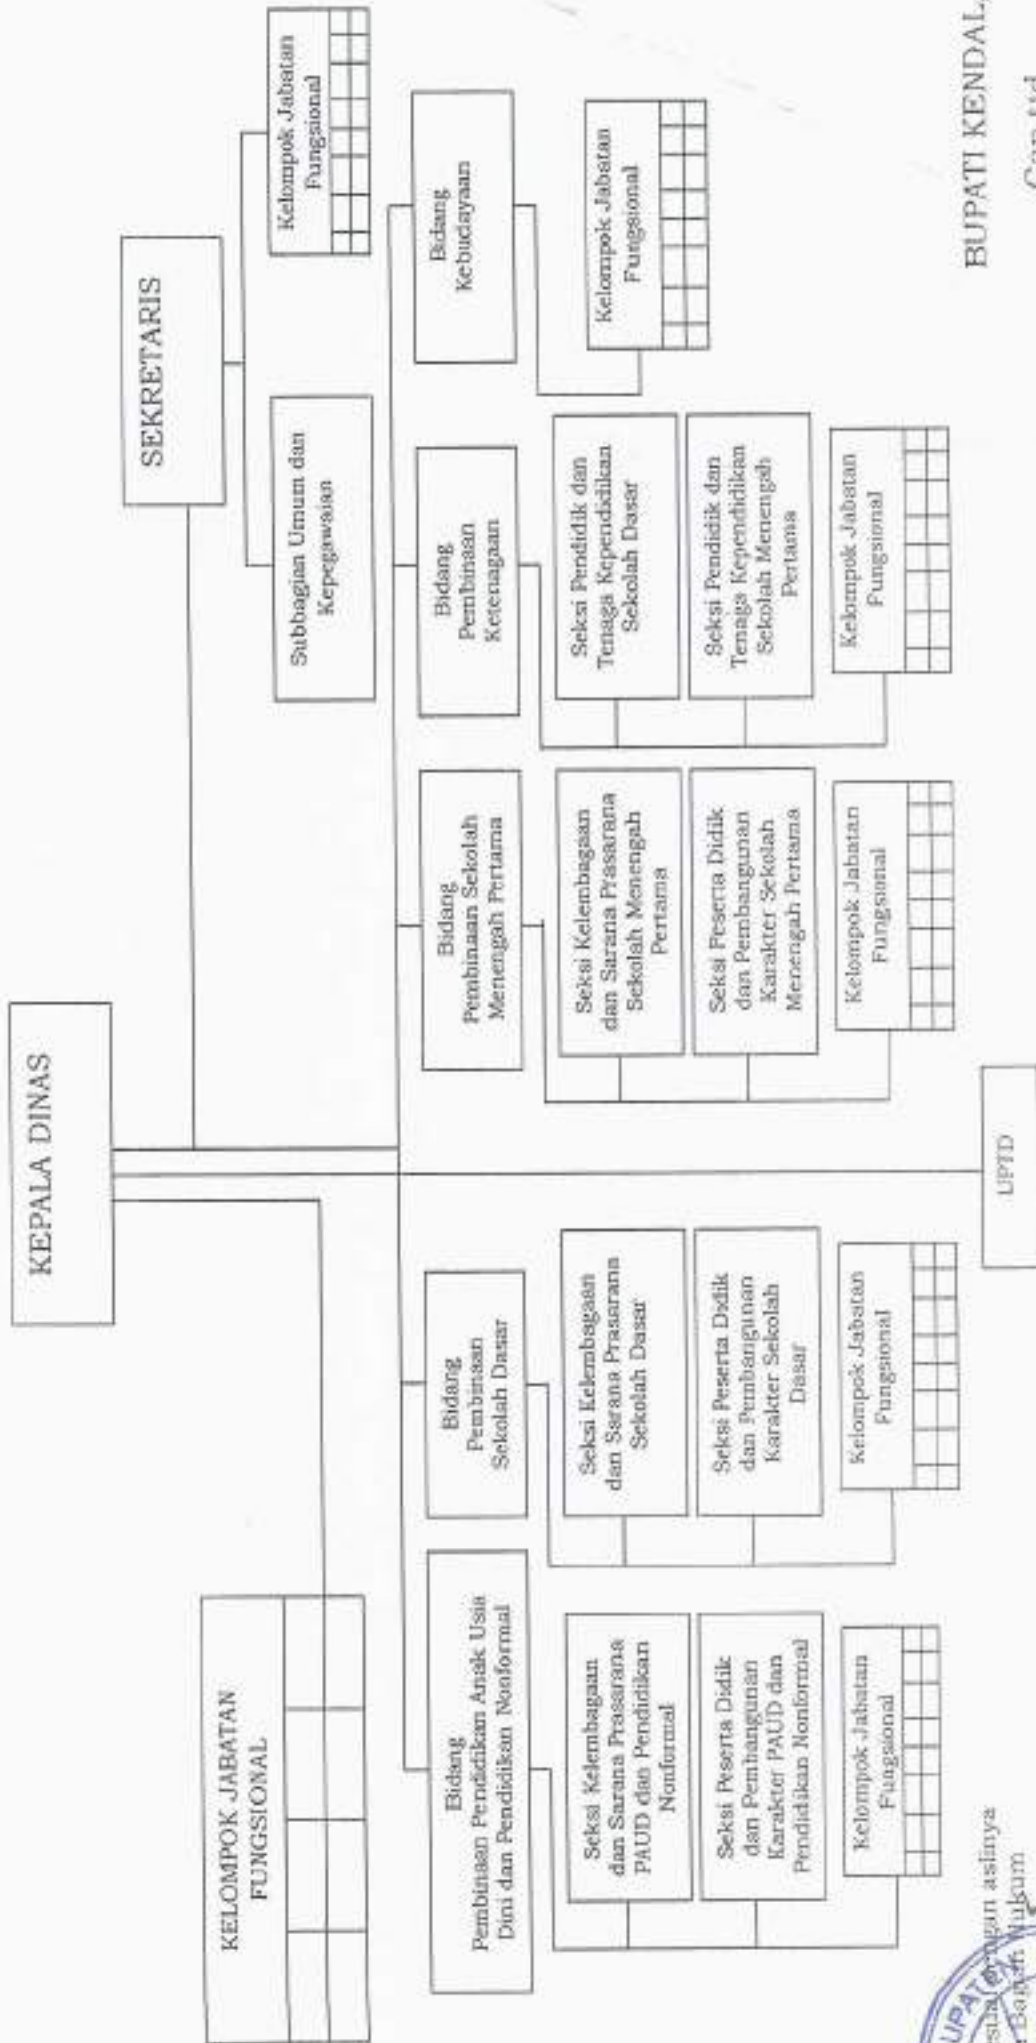 KEPALA DINAS
KELOMPOK JABATAN
FUNGSIONAL
SEKRETARIS
Subbagian Umum dan
Kepegawaian
Kelompok Jabatan
Fungsional
Bidang
Pembinaan Pendidikan Anak Usia
Dini dan Pendidikan Nonformal
Seksi Kelembagaan
dan Sarana Prasarana
PAUD dan Pendidikan
Nonformal
Seksi Peserta Didik
dan Pembangunan
Karakter PAUD dan
Pendidikan Nonformal
Kelompok Jabatan
Fungsional
Bidang
Pembinaan
Sekolah Dasar
Seksi Kelembagaan
dan Sarana Prasarana
Sekolah Dasar
Seksi Peserta Didik
dan Pembangunan
Karakter Sekolah
Dasar
Kelompok Jabatan
Fungsional
Bidang
Pembinaan Sekolah
Menengah Pertama
Seksi Kelembagaan
dan Sarana Prasarana
Sekolah Menengah
Pertama
Seksi Peserta Didik
dan Pembangunan
Karakter Sekolah
Menengah Pertama
Kelompok Jabatan
Fungsional
Bidang
Pembinaan
Ketenagaan
Seksi Pendidik dan
Tenaga Kependidikan
Sekolah Dasar
Seksi Pendidik dan
Tenaga Kependidikan
Sekolah Menengah
Pertama
Kelompok Jabatan
Fungsional
Bidang
Kebudayaan
Kelompok Jabatan
Fungsional
UPTD
BUPATI KENDAL,
dengan aslinya
Bagian Hukum